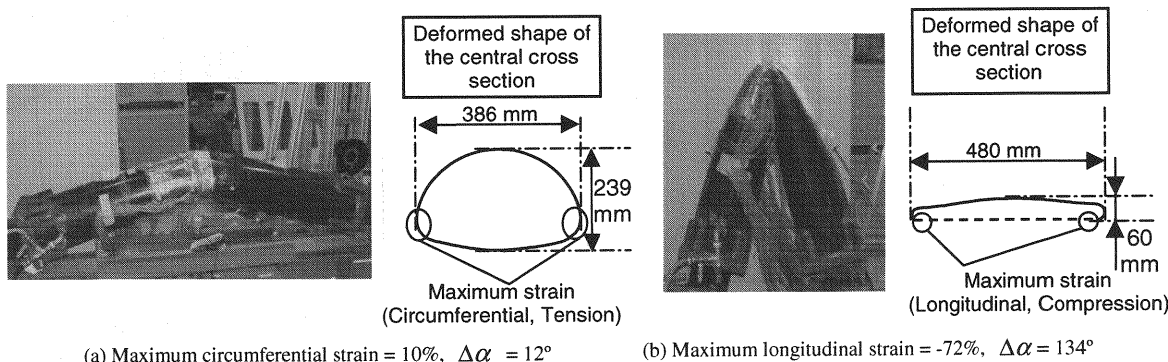 Deformed shape of
the central cross
section
386 mm
239
mm
Maximum strain
(Circumferential, Tension)
(a) Maximum circumferential strain = 10%, Δα = 12º
Deformed shape of
the central cross
section
480 mm
60
mm
Maximum strain
(Longitudinal, Compression)
(b) Maximum longitudinal strain = -72%, Δα = 134º